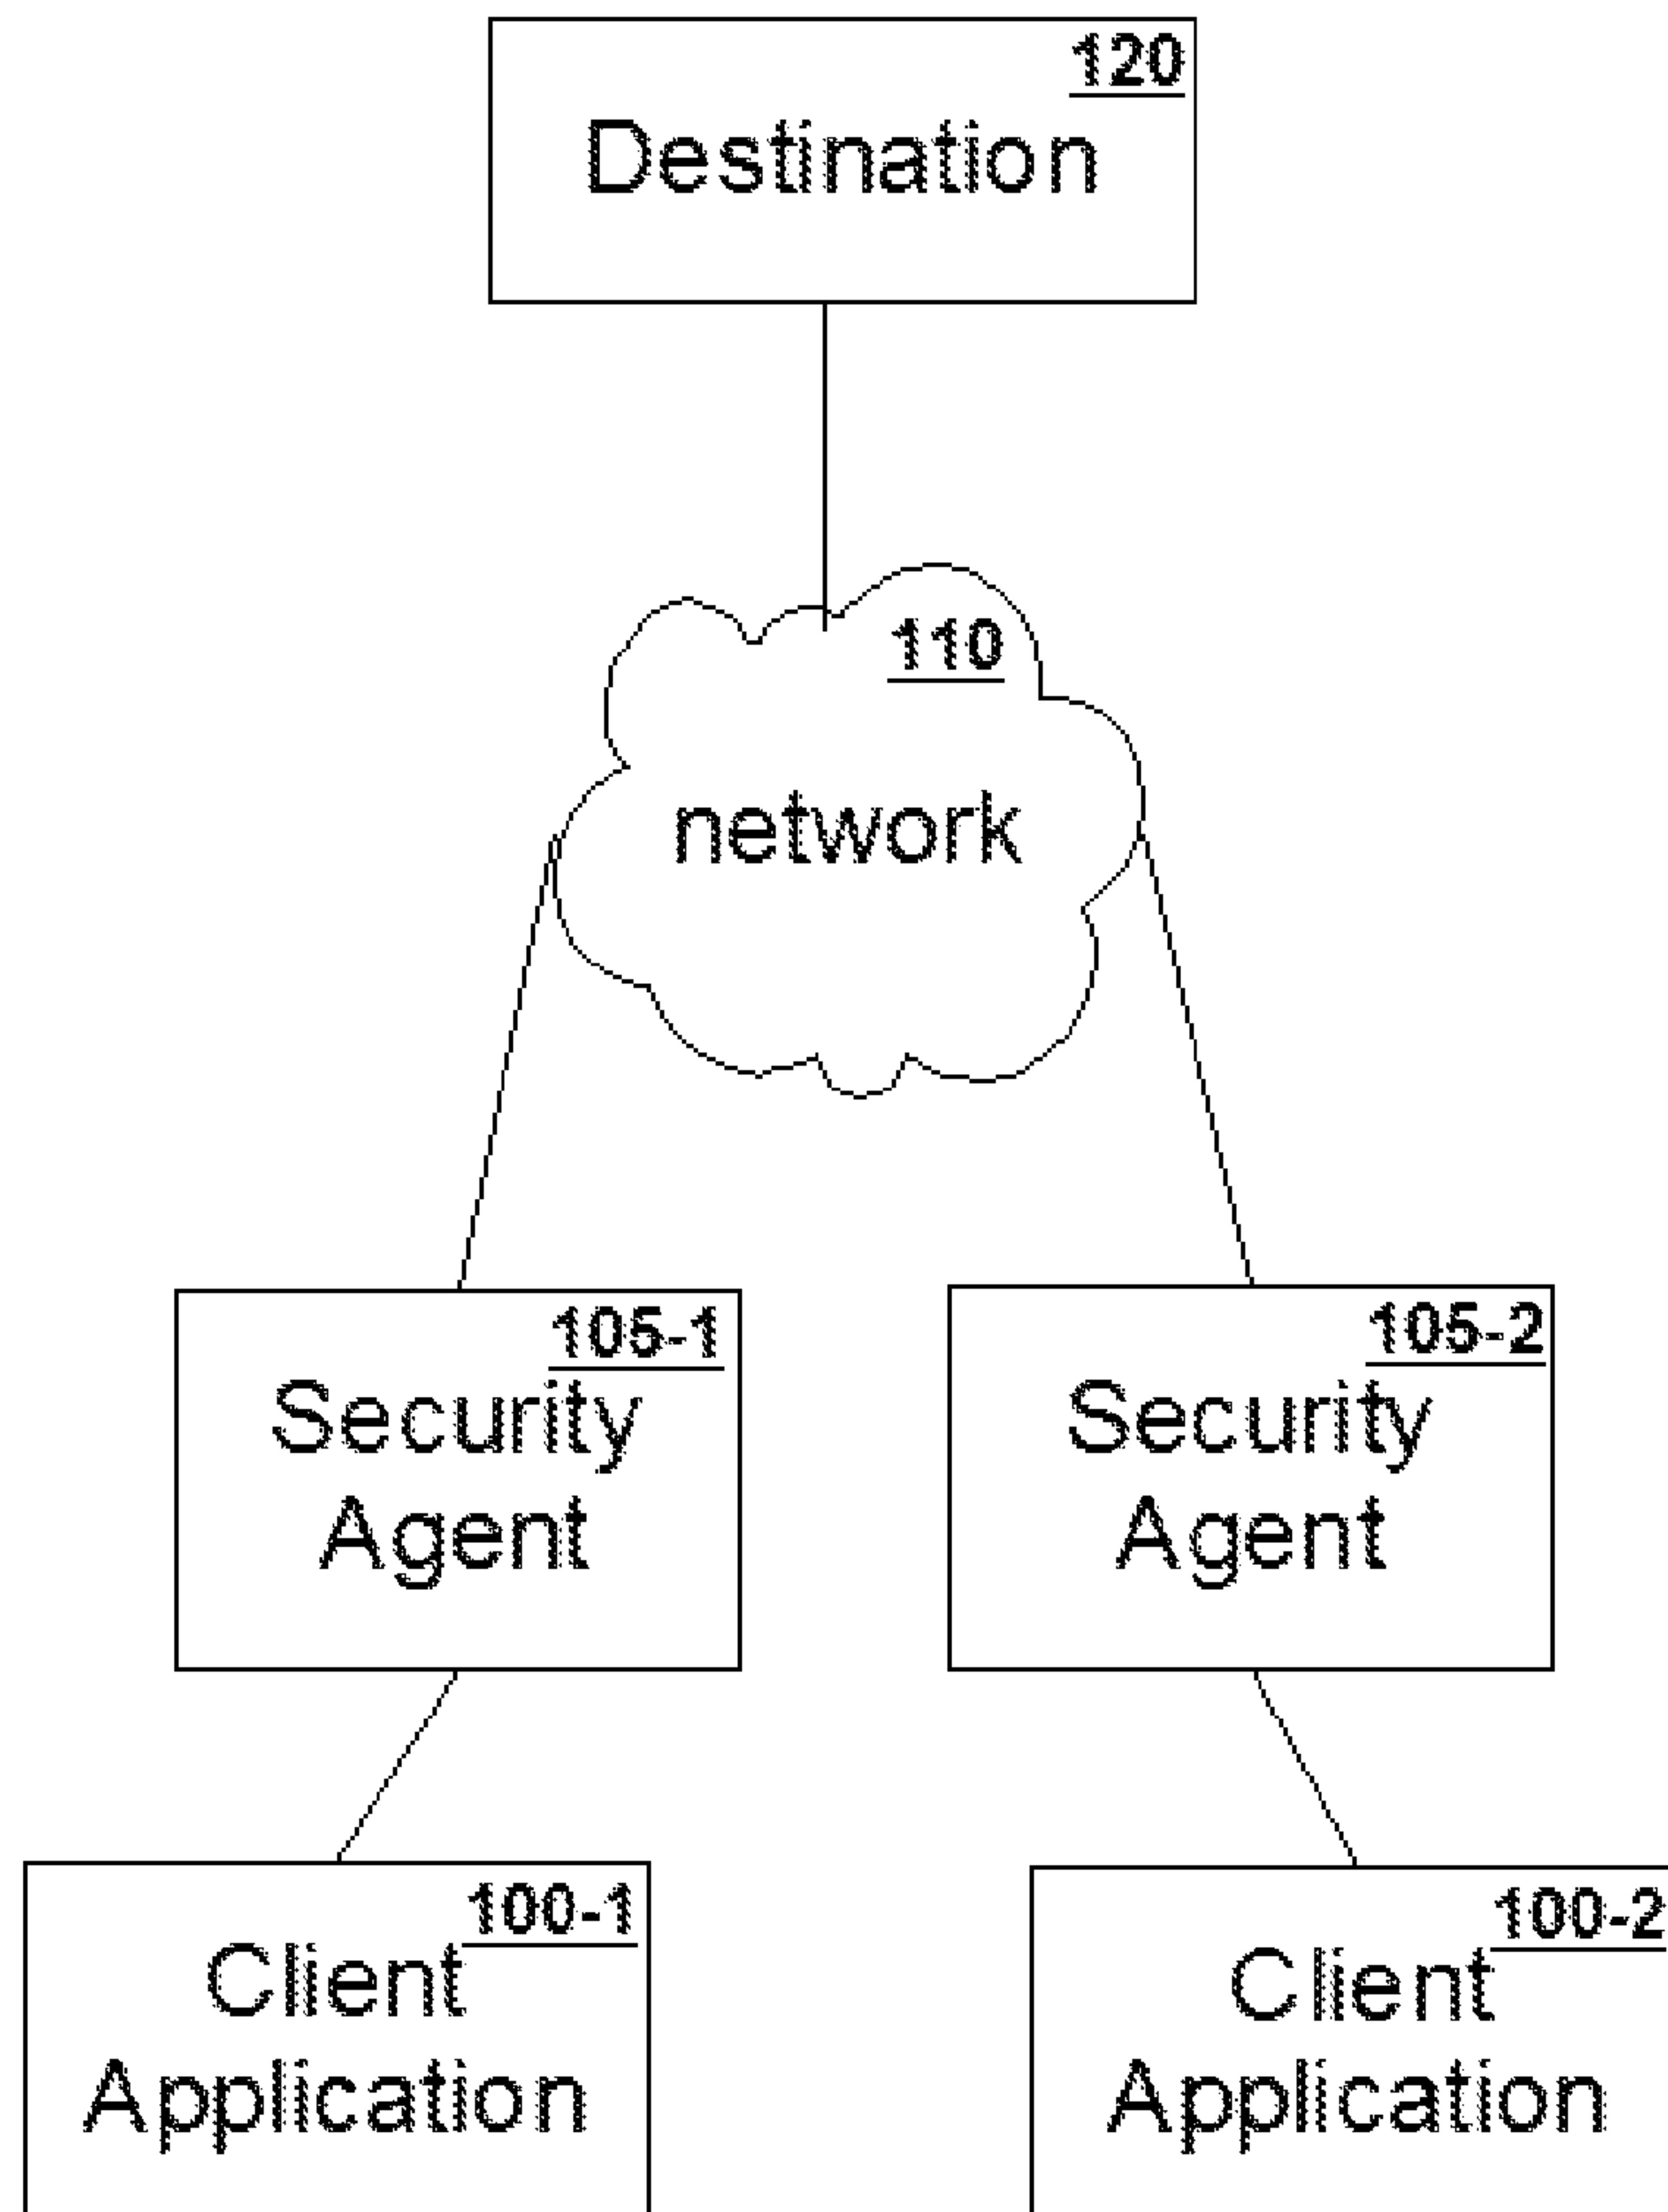 120
Destination
110
network
105-1
Security
Agent
105-2
Security
Agent
100-1
Client
Application
100-2
Client
Application